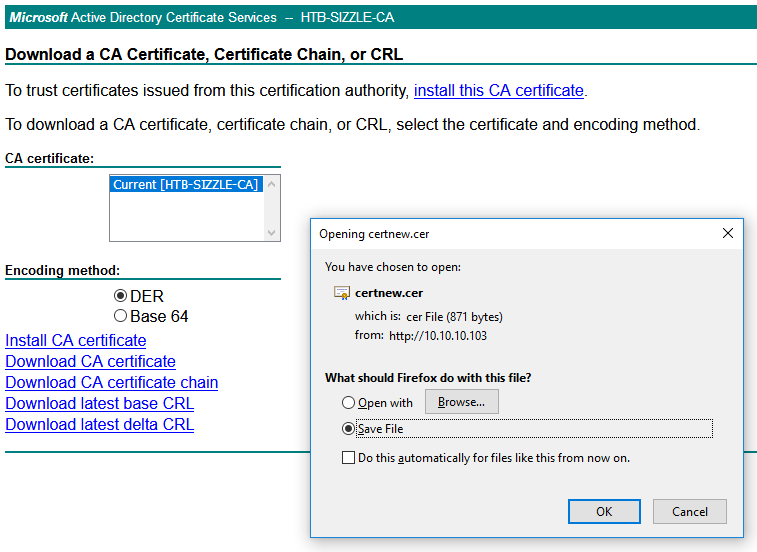 Microsoft Active Directory Certificate Services -- HTB-SIZZLE-CA
Download a CA Certificate, Certificate Chain, or CRL
To trust certificates issued from this certification authority, install this CA certificate.
To download a CA certificate, certificate chain, or CRL, select the certificate and encoding method.
CA certificate:
Current [HTB-SIZZLE-CA]
Encoding method:
DER
Base 64
Install CA certificate
Download CA certificate
Download CA certificate chain
Download latest base CRL
Download latest delta CRL
Opening certnew.cer
You have chosen to open:
certnew.cer
which is: cer File (871 bytes)
from: http://10.10.10.103
What should Firefox do with this file?
Open with Browse...
Save File
Do this automatically for files like this from now on.
OK Cancel